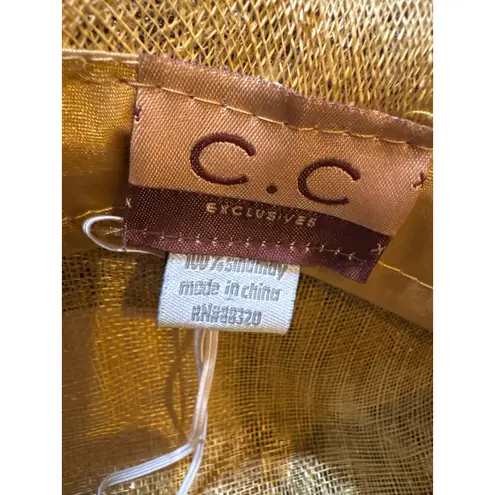 C.C
EXCLUSIVES
100% sinamay
made in china
RN#88320